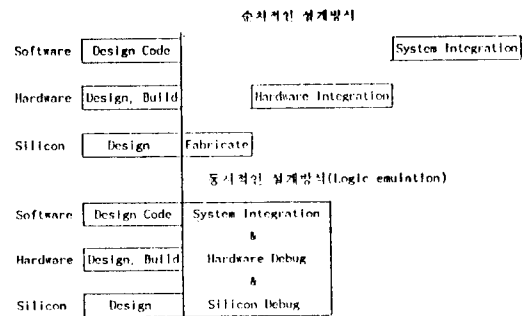 순차적인 설계방식
Software Design Code System Integration
Hardware Design, Build Hardware Integration
Silicon Design Fabricate
동시적인 설계방식(Logic emulation)
Software Design Code System Integration
&
Hardware Design, Build Hardware Debug
&
Silicon Design Silicon Debug